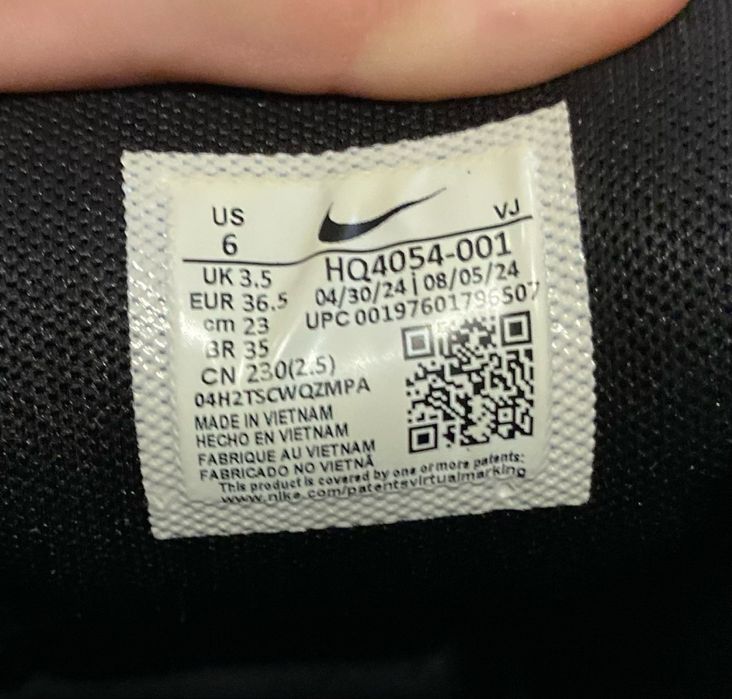 US
6
VJ
HQ4054-001
UK 3.5
04/30/24 | 08/05/24
EUR 36.5
UPC 00197601796507
cm 23
BR 35
CN 230(2.5)
04H2TSCWQZMPA
MADE IN VIETNAM
HECHO EN VIETNAM
FABRIQUE AU VIETNAM
FABRICADO NO VIETNÃ
This product is covered by one or more patents:
www.nike.com/patentsvirtualmarking